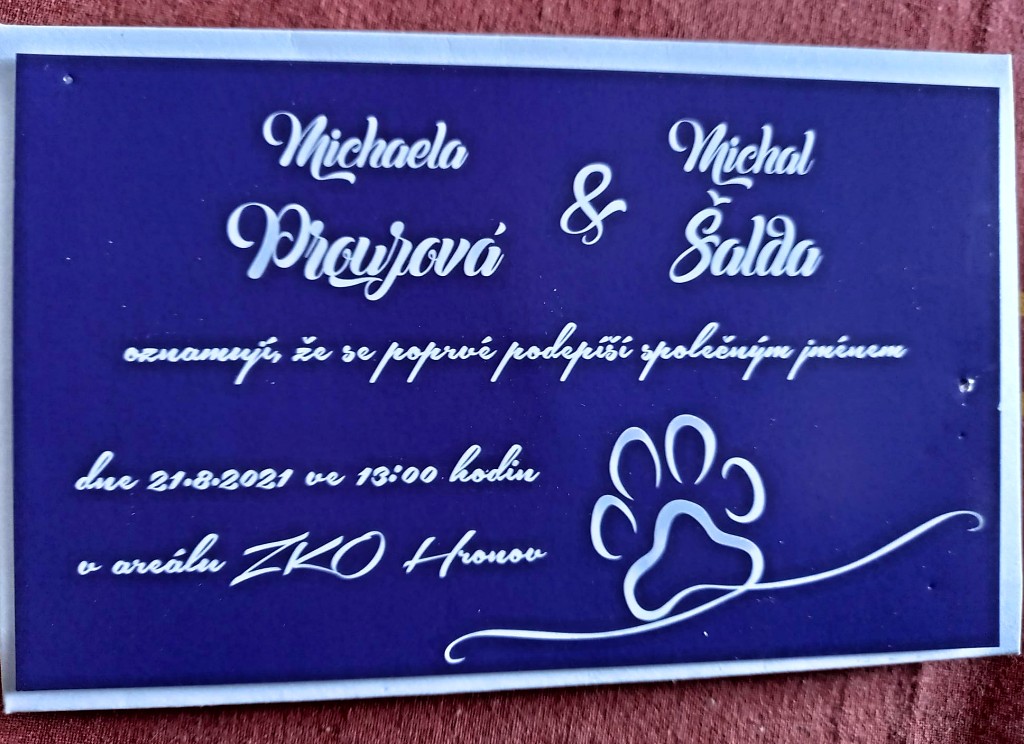 Michaela
Prouzová
&
Michal
Šalda
oznamují, že se poprvé podepíší společným jménem
dne 21.8.2021 ve 13:00 hodin
v areálu ZKO Hronov